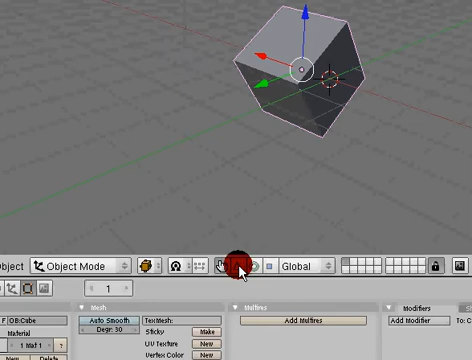 Object
Object Mode
Global
1
F OB:Cube
Material
1 Mat 1
?
Mesh
Auto Smooth
Degr: 30
TexMesh:
Sticky
Make
UV Texture
New
Vertex Color
New
Multires
Add Multires
Modifiers
Add Modifier
To: C